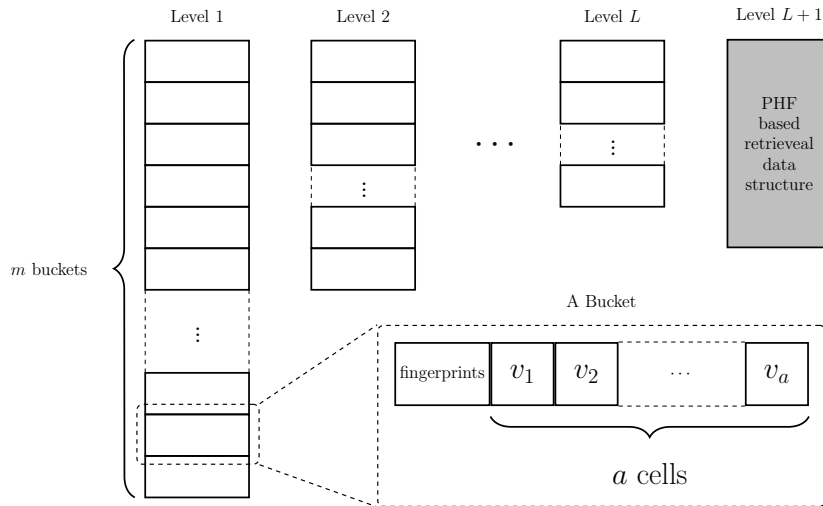 Level 1
Level 2
Level L
Level L+1
PHF
based
retrieveal
data
structure
...
⋮
⋮
m buckets
⋮
A Bucket
fingerprints
v₁
v₂
...
vₐ
a cells